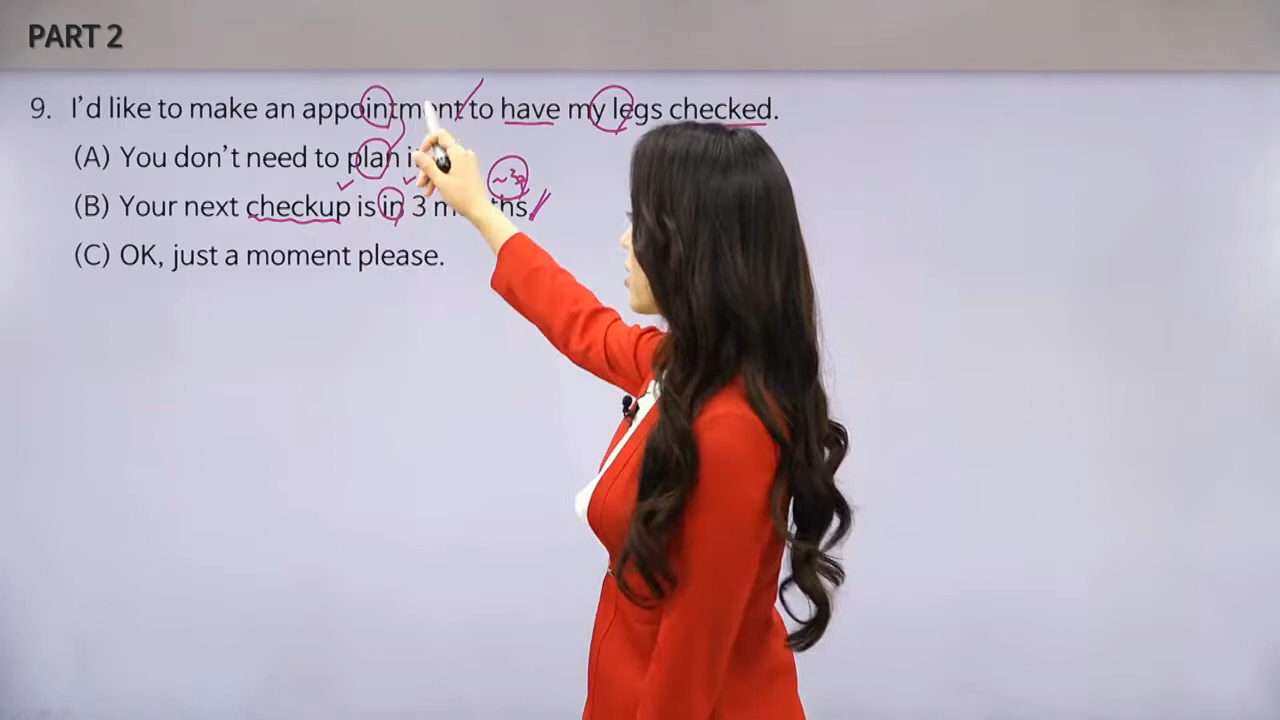 PART 2
9. I'd like to make an appointment to have my legs checked.
(A) You don't need to plan
(B) Your next checkup is in 3 months.
(C) OK, just a moment please.